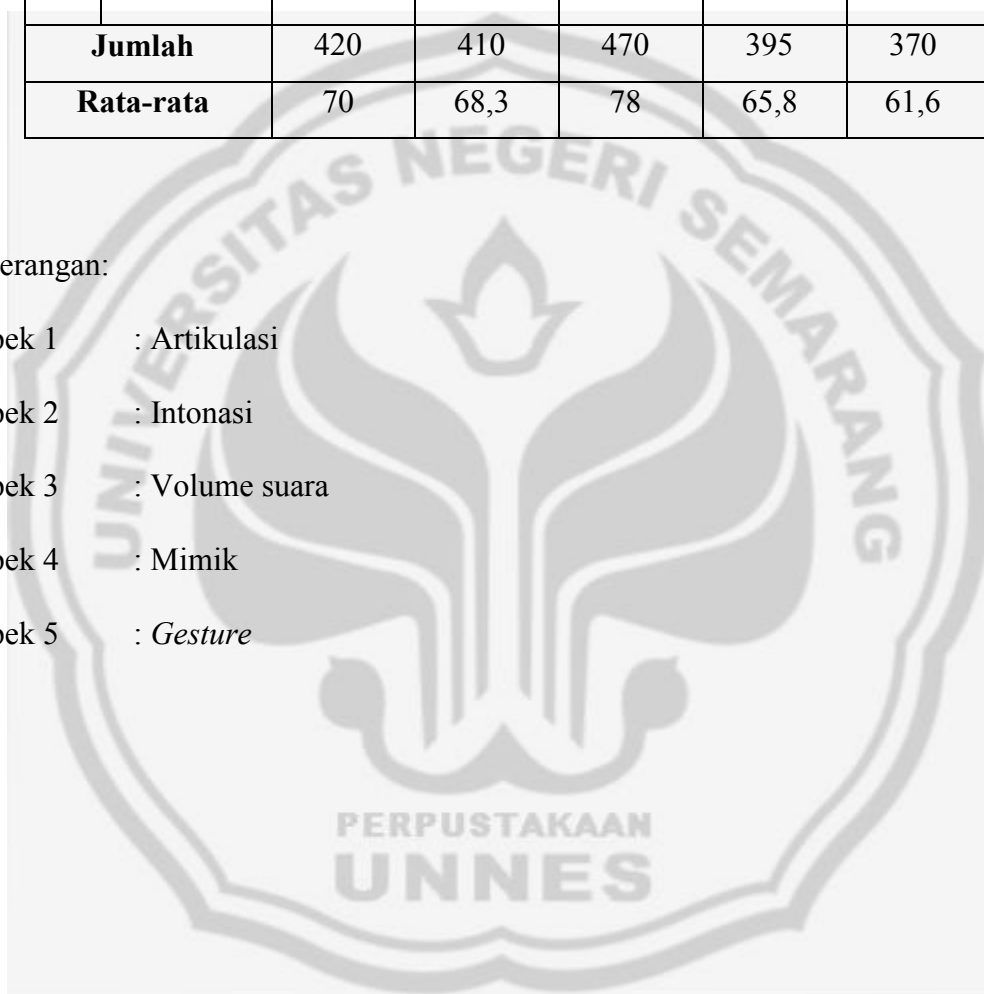 Jumlah 420 410 470 395 370
Rata-rata 70 68,3 78 65,8 61,6
erangan:
pek 1 : Artikulasi
pek 2 : Intonasi
pek 3 : Volume suara
pek 4 : Mimik
pek 5 : Gesture
UNIVERSITAS NEGERI SEMARANG
PERPUSTAKAAN
UNNES